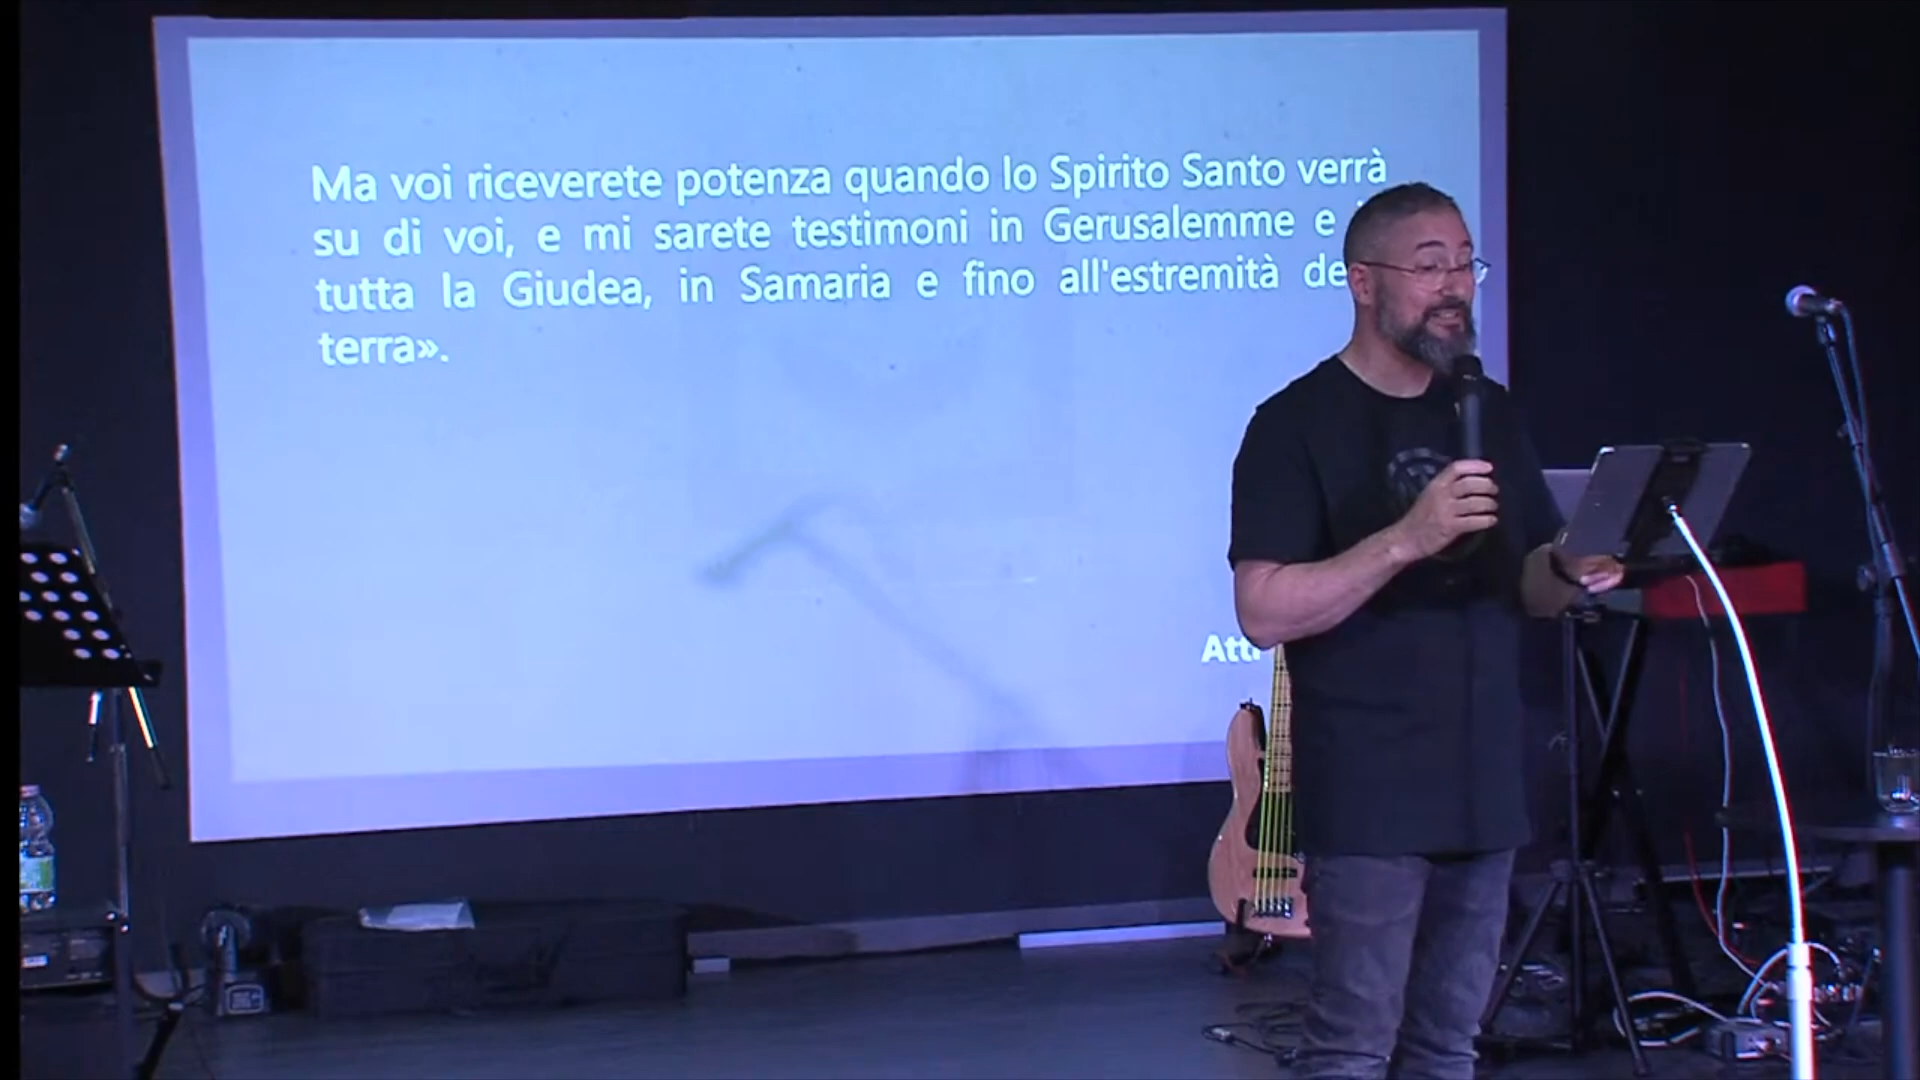 Ma voi riceverete potenza quando lo Spirito Santo verrà
su di voi, e mi sarete testimoni in Gerusalemme e
tutta la Giudea, in Samaria e fino all'estremità
terra».
Atti